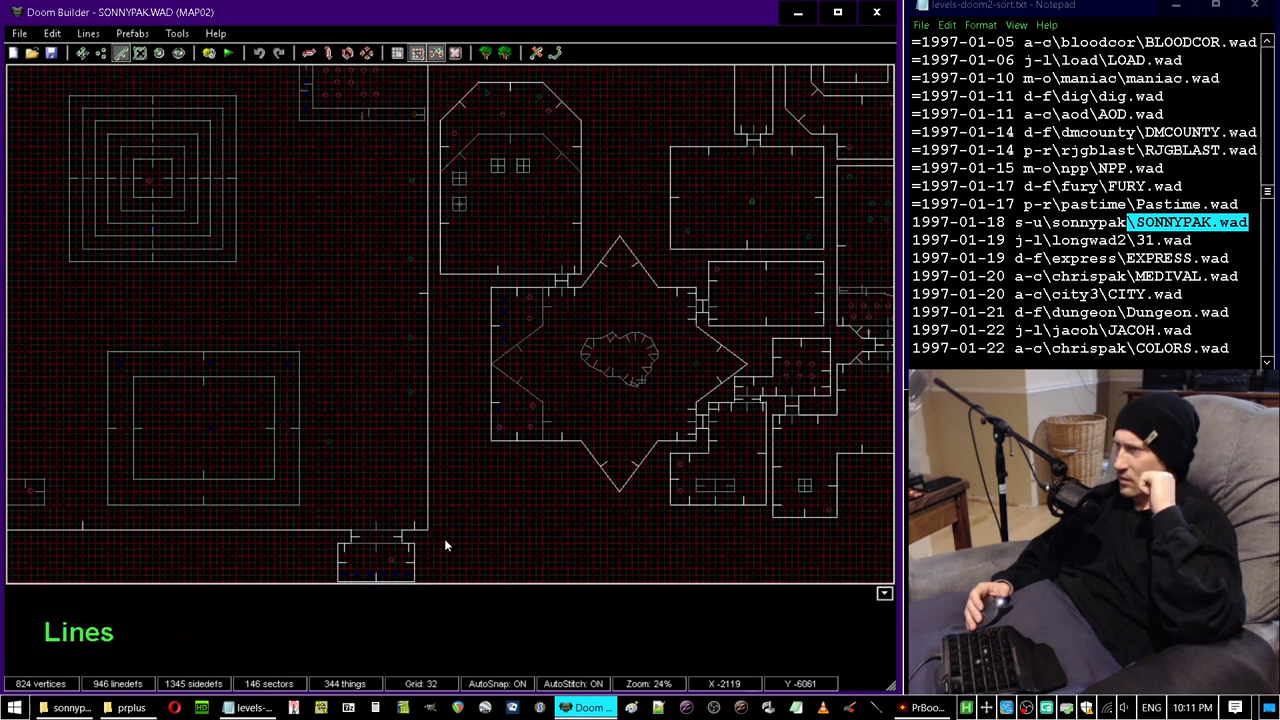 Doom Builder - SONNYPAK.WAD (MAP02)
File Edit Lines Prefabs Tools Help
Lines
824 vertices 946 linedefs 1345 sidedefs 146 sectors 344 things Grid: 32 AutoSnap: ON AutoStitch: ON Zoom: 24% X -2119 Y -6061
levels-doom2-sort.txt - Notepad
File Edit Format View Help
=1997-01-05 a-c\bloodcor\BLOODCOR.wad
=1997-01-06 j-l\load\LOAD.wad
=1997-01-10 m-o\maniac\maniac.wad
=1997-01-11 d-f\dig\dig.wad
=1997-01-11 a-c\aod\AOD.wad
=1997-01-14 d-f\dmcounty\DMCOUNTY.wad
=1997-01-14 p-r\rjgblast\RJGBLAST.wad
=1997-01-15 m-o\npp\NPP.wad
=1997-01-17 d-f\fury\FURY.wad
=1997-01-17 p-r\pastime\Pastime.wad
1997-01-18 s-u\sonnypak\SONNYPAK.wad
1997-01-19 j-l\longwad2\31.wad
1997-01-19 d-f\express\EXPRESS.wad
1997-01-20 a-c\chrispak\MEDIVAL.wad
1997-01-20 a-c\city3\CITY.wad
1997-01-21 d-f\dungeon\Dungeon.wad
1997-01-22 j-l\jacoh\JACOH.wad
1997-01-22 a-c\chrispak\COLORS.wad
sonnyp... prplus levels-... Doom ... PrBoo... ENG 10:11 PM